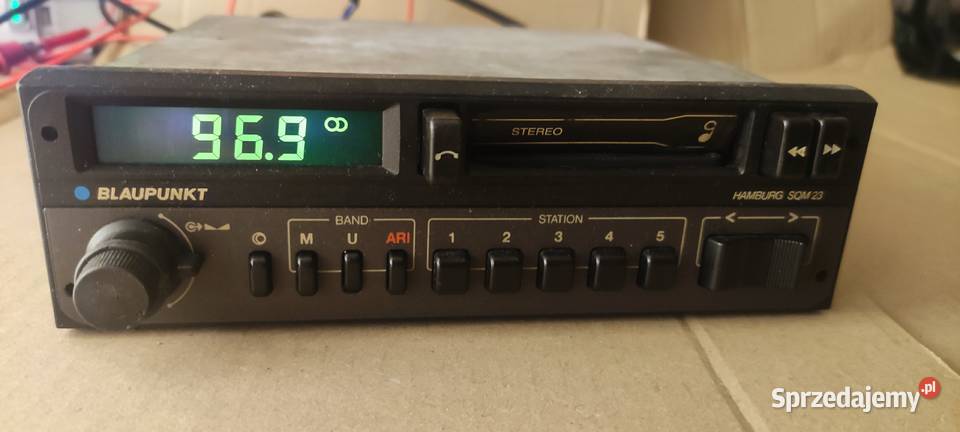 96.9
STEREO
BLAUPUNKT
HAMBURG SQM 23
BAND
STATION
< >
© M U ARI 1 2 3 4 5
Sprzedajemy.pl